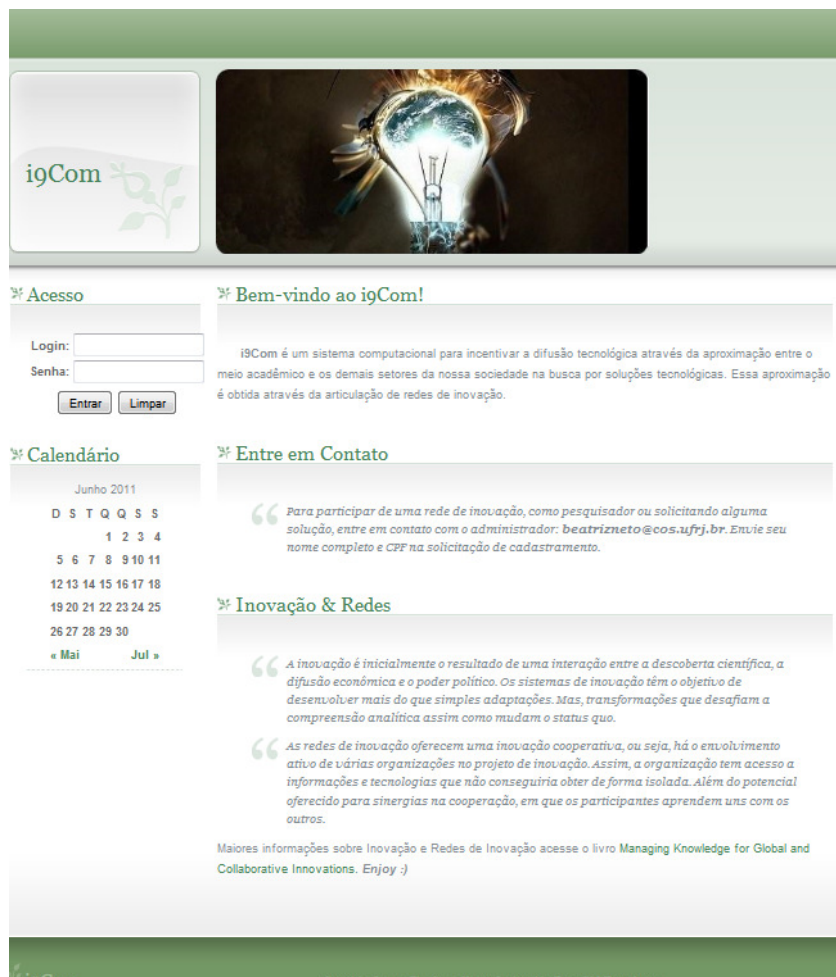 i9Com
Acesso
Login:
Senha:
Entrar Limpar
Calendário
Junho 2011
D S T Q Q S S
1 2 3 4
5 6 7 8 9 10 11
12 13 14 15 16 17 18
19 20 21 22 23 24 25
26 27 28 29 30
« Mai Jul »
Bem-vindo ao i9Com!
i9Com é um sistema computacional para incentivar a difusão tecnológica através da aproximação entre o
meio acadêmico e os demais setores da nossa sociedade na busca por soluções tecnológicas. Essa aproximação
é obtida através da articulação de redes de inovação.
Entre em Contato
Para participar de uma rede de inovação, como pesquisador ou solicitando alguma
solução, entre em contato com o administrador: beatrizneto@cos.ufrj.br. Envie seu
nome completo e CPF na solicitação de cadastramento.
Inovação & Redes
A inovação é inicialmente o resultado de uma interação entre a descoberta científica, a
difusão econômica e o poder político. Os sistemas de inovação têm o objetivo de
desenvolver mais do que simples adaptações. Mas, transformações que desafiam a
compreensão analítica assim como mudam o status quo.
As redes de inovação oferecem uma inovação cooperativa, ou seja, há o envolvimento
ativo de várias organizações no projeto de inovação. Assim, a organização tem acesso a
informações e tecnologias que não conseguiria obter de forma isolada. Além do potencial
oferecido para sinergias na cooperação, em que os participantes aprendem uns com os
outros.
Maiores informações sobre Inovação e Redes de Inovação acesse o livro Managing Knowledge for Global and
Collaborative Innovations. Enjoy :)